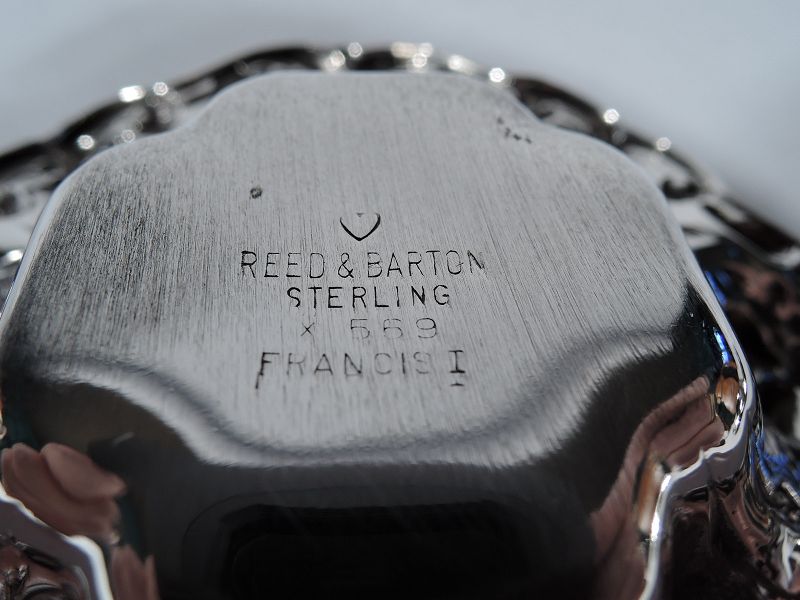 REED & BARTON
STERLING
X 569
FRANCIS I